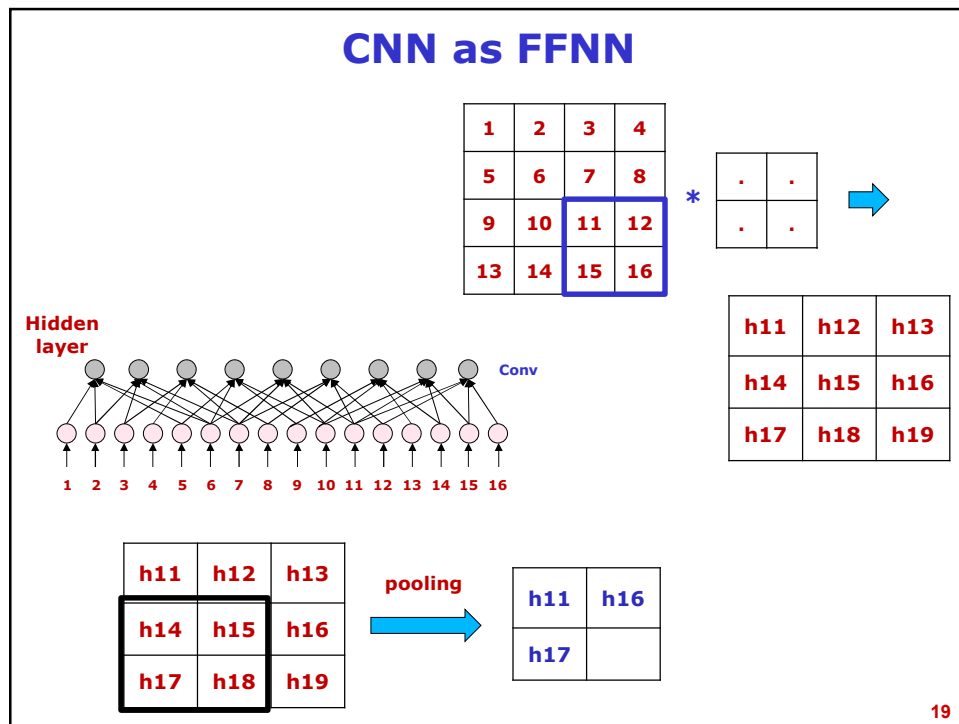 CNN as FFNN
1 2 3 4
5 6 7 8
9 10 11 12
13 14 15 16
*
. .
. .
h11 h12 h13
h14 h15 h16
h17 h18 h19
Hidden
layer
Conv
1 2 3 4 5 6 7 8 9 10 11 12 13 14 15 16
h11 h12 h13
h14 h15 h16
h17 h18 h19
pooling
h11 h16
h17
19